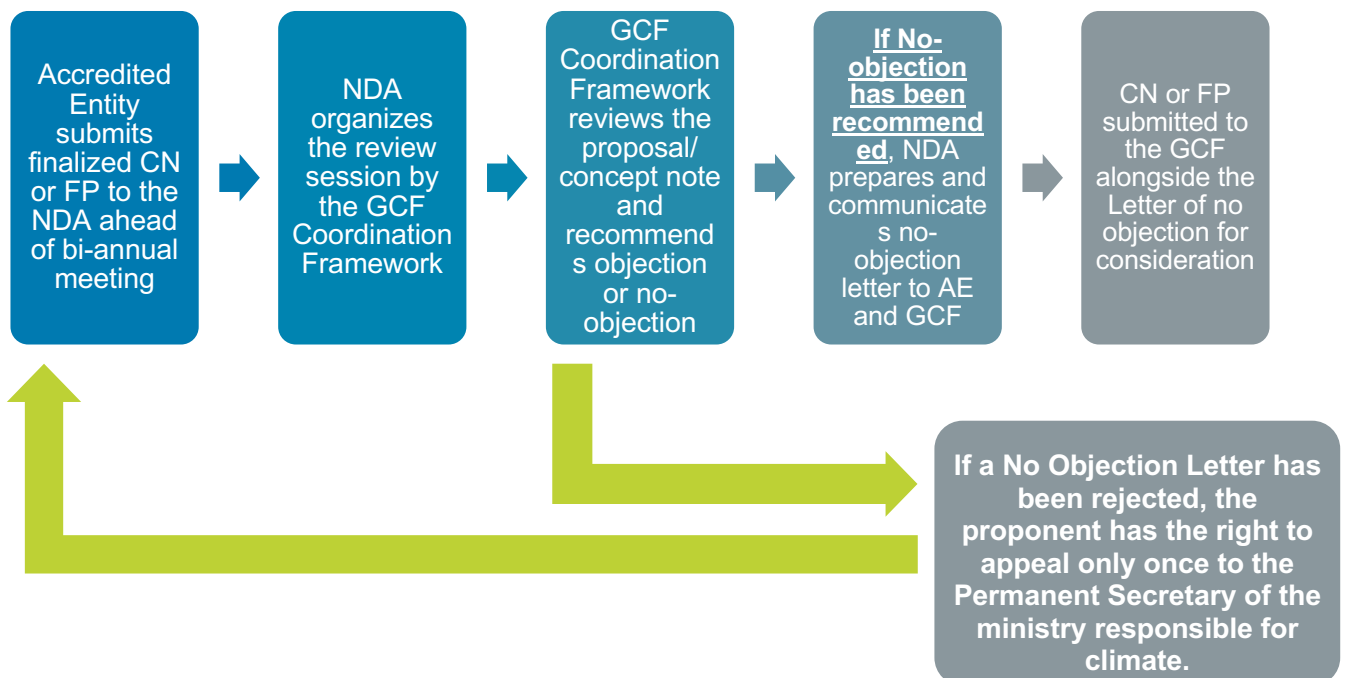 Accredited
Entity
submits
finalized CN
or FP to the
NDA ahead
of bi-annual
meeting
NDA
organizes
the review
session by
the GCF
Coordination
Framework
GCF
Coordination
Framework
reviews the
proposal/
concept note
and
recommend
s objection
or no-
objection
If No-
objection
has been
recommend
ed, NDA
prepares and
communicate
s no-
objection
letter to AE
and GCF
CN or FP
submitted to
the GCF
alongside the
Letter of no
objection for
consideration
If a No Objection Letter has
been rejected, the
proponent has the right to
appeal only once to the
Permanent Secretary of the
ministry responsible for
climate.